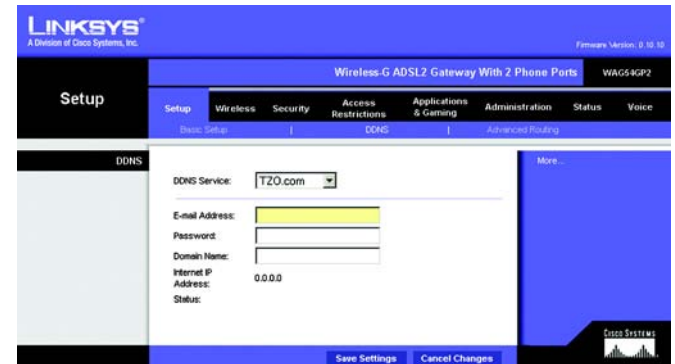 LINKSYS®
A Division of Cisco Systems, Inc.
Firmware Version: 0.10.10
Wireless-G ADSL2 Gateway With 2 Phone Ports WAG54GP2
Setup
Setup Wireless Security Access Restrictions Applications & Gaming Administration Status Voice
Basic Setup | DDNS | Advanced Routing
DDNS
More...
DDNS Service: TZO.com
E-mail Address:
Password:
Domain Name:
Internet IP Address: 0.0.0.0
Status:
Save Settings Cancel Changes
CISCO SYSTEMS